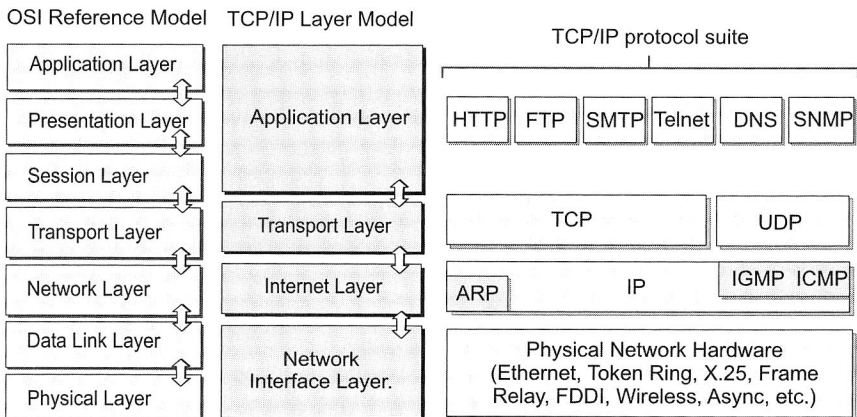 OSI Reference Model
TCP/IP Layer Model
TCP/IP protocol suite
Application Layer
Presentation Layer
Session Layer
Transport Layer
Network Layer
Data Link Layer
Physical Layer
Application Layer
Transport Layer
Internet Layer
Network
Interface Layer.
HTTP FTP SMTP Telnet DNS SNMP
TCP UDP
ARP IP IGMP ICMP
Physical Network Hardware
(Ethernet, Token Ring, X.25, Frame
Relay, FDDI, Wireless, Async, etc.)